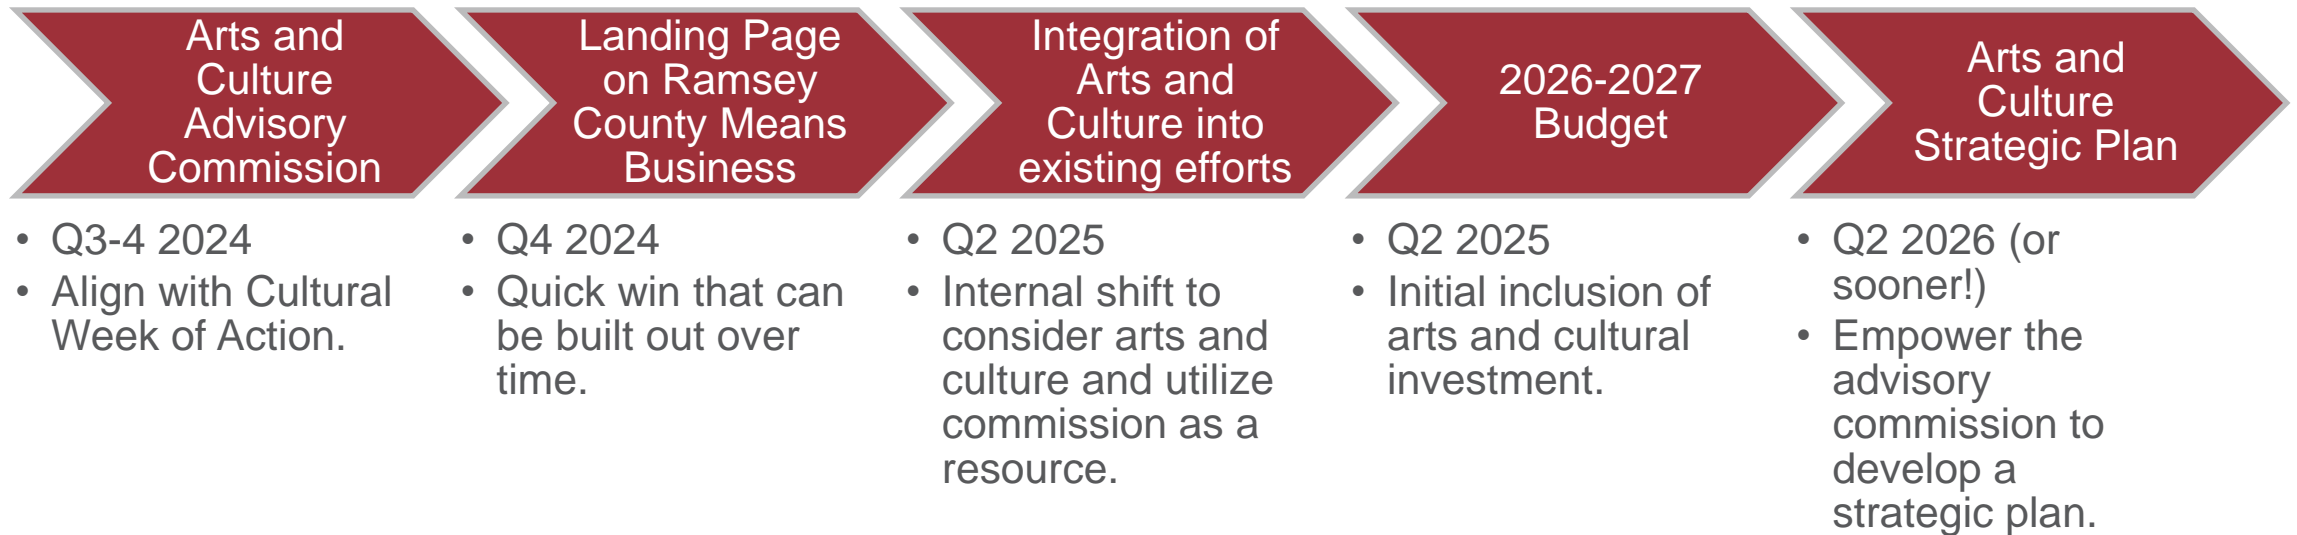 Arts and
Culture
Advisory
Commission
• Q3-4 2024
• Align with Cultural
Week of Action.
Landing Page
on Ramsey
County Means
Business
• Q4 2024
• Quick win that can
be built out over
time.
Integration of
Arts and
Culture into
existing efforts
• Q2 2025
• Internal shift to
consider arts and
culture and utilize
commission as a
resource.
2026-2027
Budget
• Q2 2025
• Initial inclusion of
arts and cultural
investment.
Arts and
Culture
Strategic Plan
• Q2 2026 (or
sooner!)
• Empower the
advisory
commission to
develop a
strategic plan.